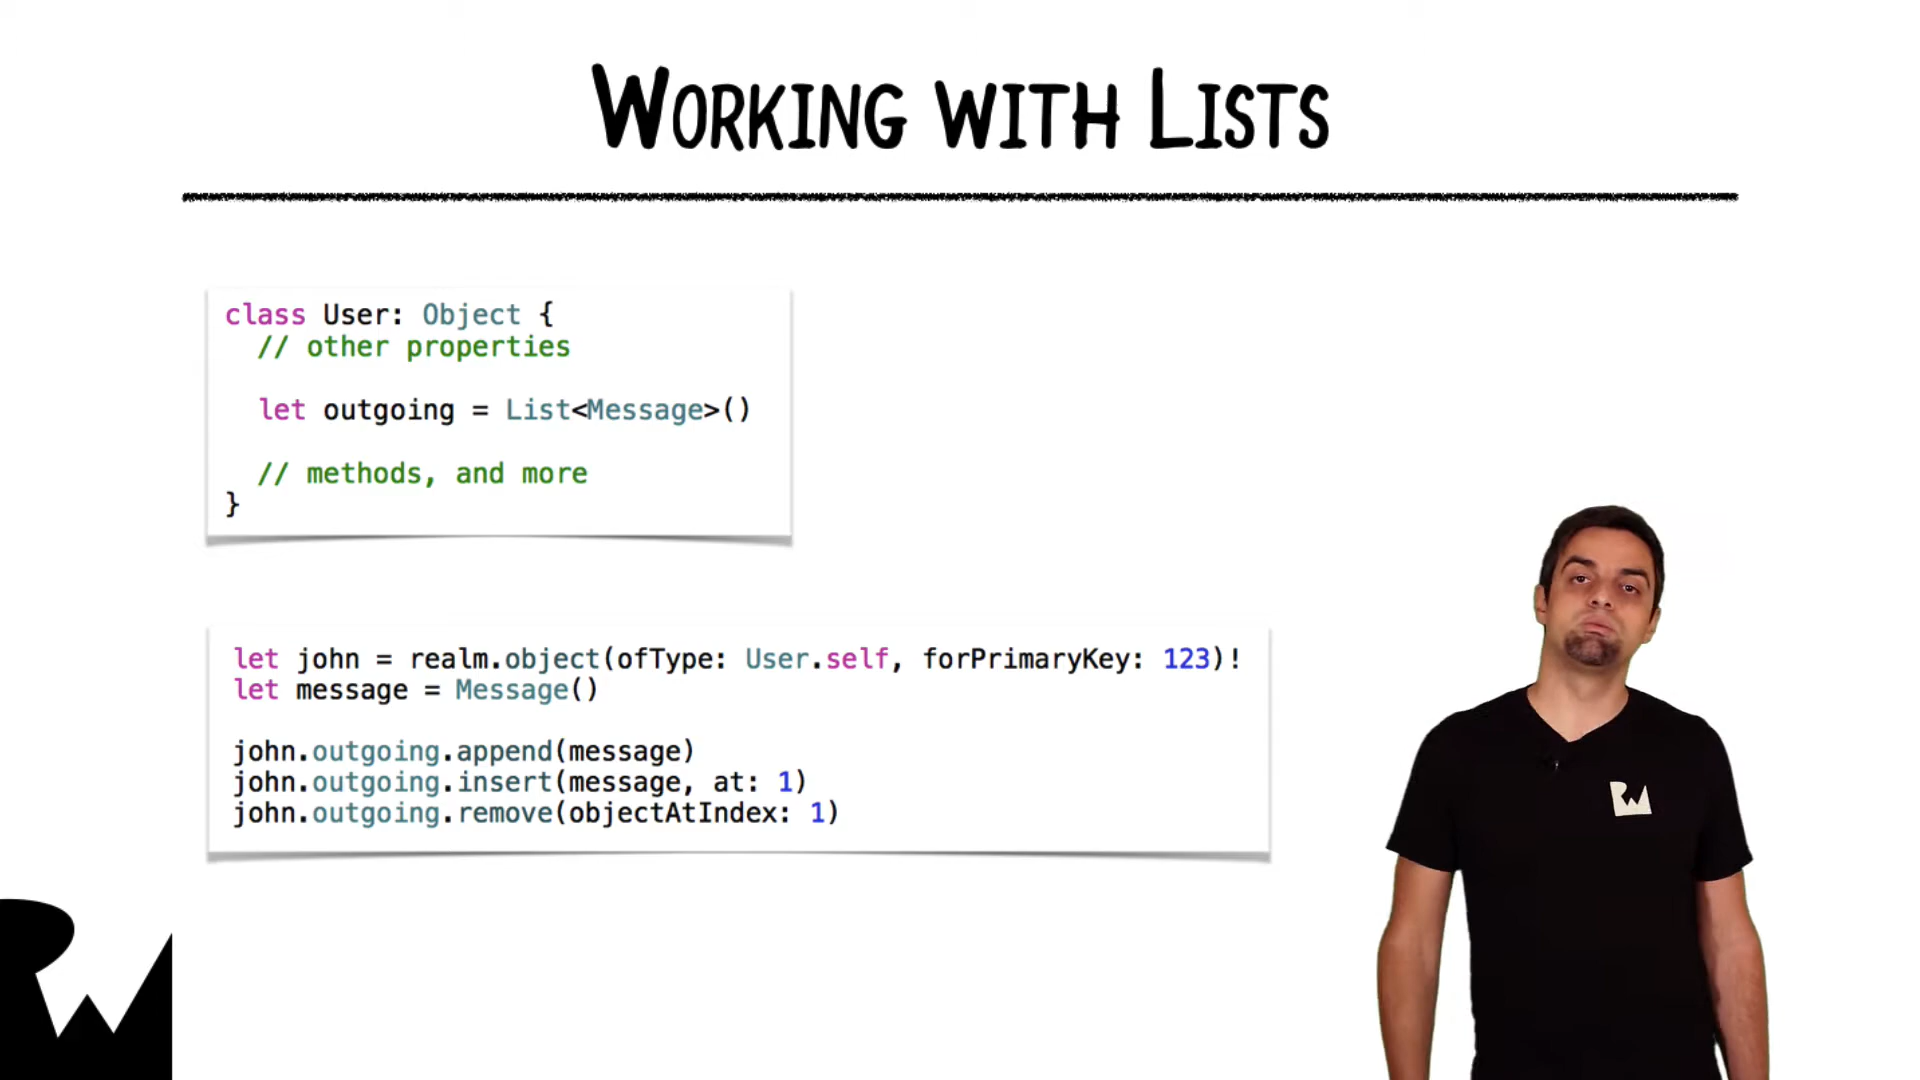 WORKING WITH LISTS
class User: Object {
// other properties
let outgoing = List<Message>()
// methods, and more
}
let john = realm.object(ofType: User.self, forPrimaryKey: 123)!
let message = Message()
john.outgoing.append(message)
john.outgoing.insert(message, at: 1)
john.outgoing.remove(objectAtIndex: 1)
RW
RW